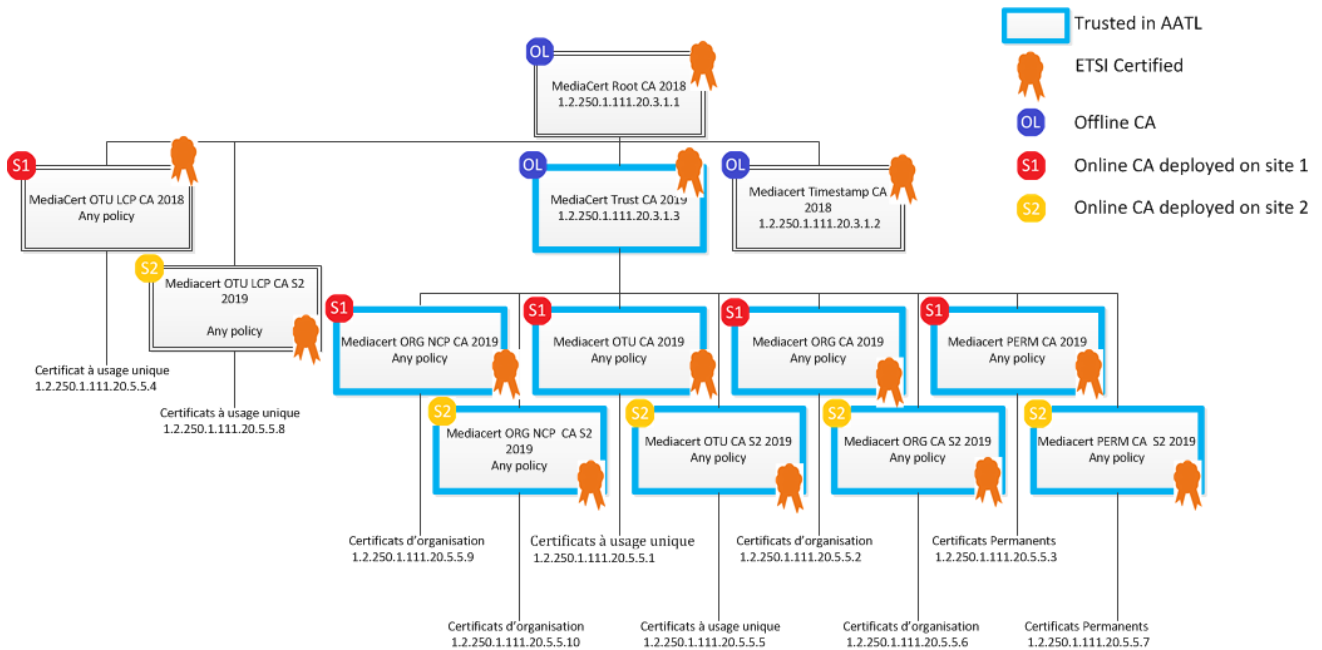 Trusted in AATL
ETSI Certified
OL
Offline CA
S1
Online CA deployed on site 1
S2
Online CA deployed on site 2
OL
MediaCert Root CA 2018
1.2.250.1.111.20.3.1.1
S1
MediaCert OTU LCP CA 2018
Any policy
OL
MediaCert Trust CA 2019
1.2.250.1.111.20.3.1.3
OL
Mediacert Timestamp CA
2018
1.2.250.1.111.20.3.1.2
S2
Mediacert OTU LCP CA S2
2019
Any policy
S1
Mediacert ORG NCP CA 2019
Any policy
S1
Mediacert OTU CA 2019
Any policy
S1
Mediacert ORG CA 2019
Any policy
S1
Mediacert PERM CA 2019
Any policy
Certificat à usage unique
1.2.250.1.111.20.5.5.4
Certificats à usage unique
1.2.250.1.111.20.5.5.8
S2
Mediacert ORG NCP CA S2
2019
Any policy
S2
Mediacert OTU CA S2 2019
Any policy
S2
Mediacert ORG CA S2 2019
Any policy
S2
Mediacert PERM CA S2 2019
Any policy
Certificats d'organisation
1.2.250.1.111.20.5.5.9
Certificats à usage unique
1.2.250.1.111.20.5.5.1
Certificats d'organisation
1.2.250.1.111.20.5.5.2
Certificats Permanents
1.2.250.1.111.20.5.5.3
Certificats d'organisation
1.2.250.1.111.20.5.5.10
Certificats à usage unique
1.2.250.1.111.20.5.5.5
Certificats d'organisation
1.2.250.1.111.20.5.5.6
Certificats Permanents
1.2.250.1.111.20.5.5.7